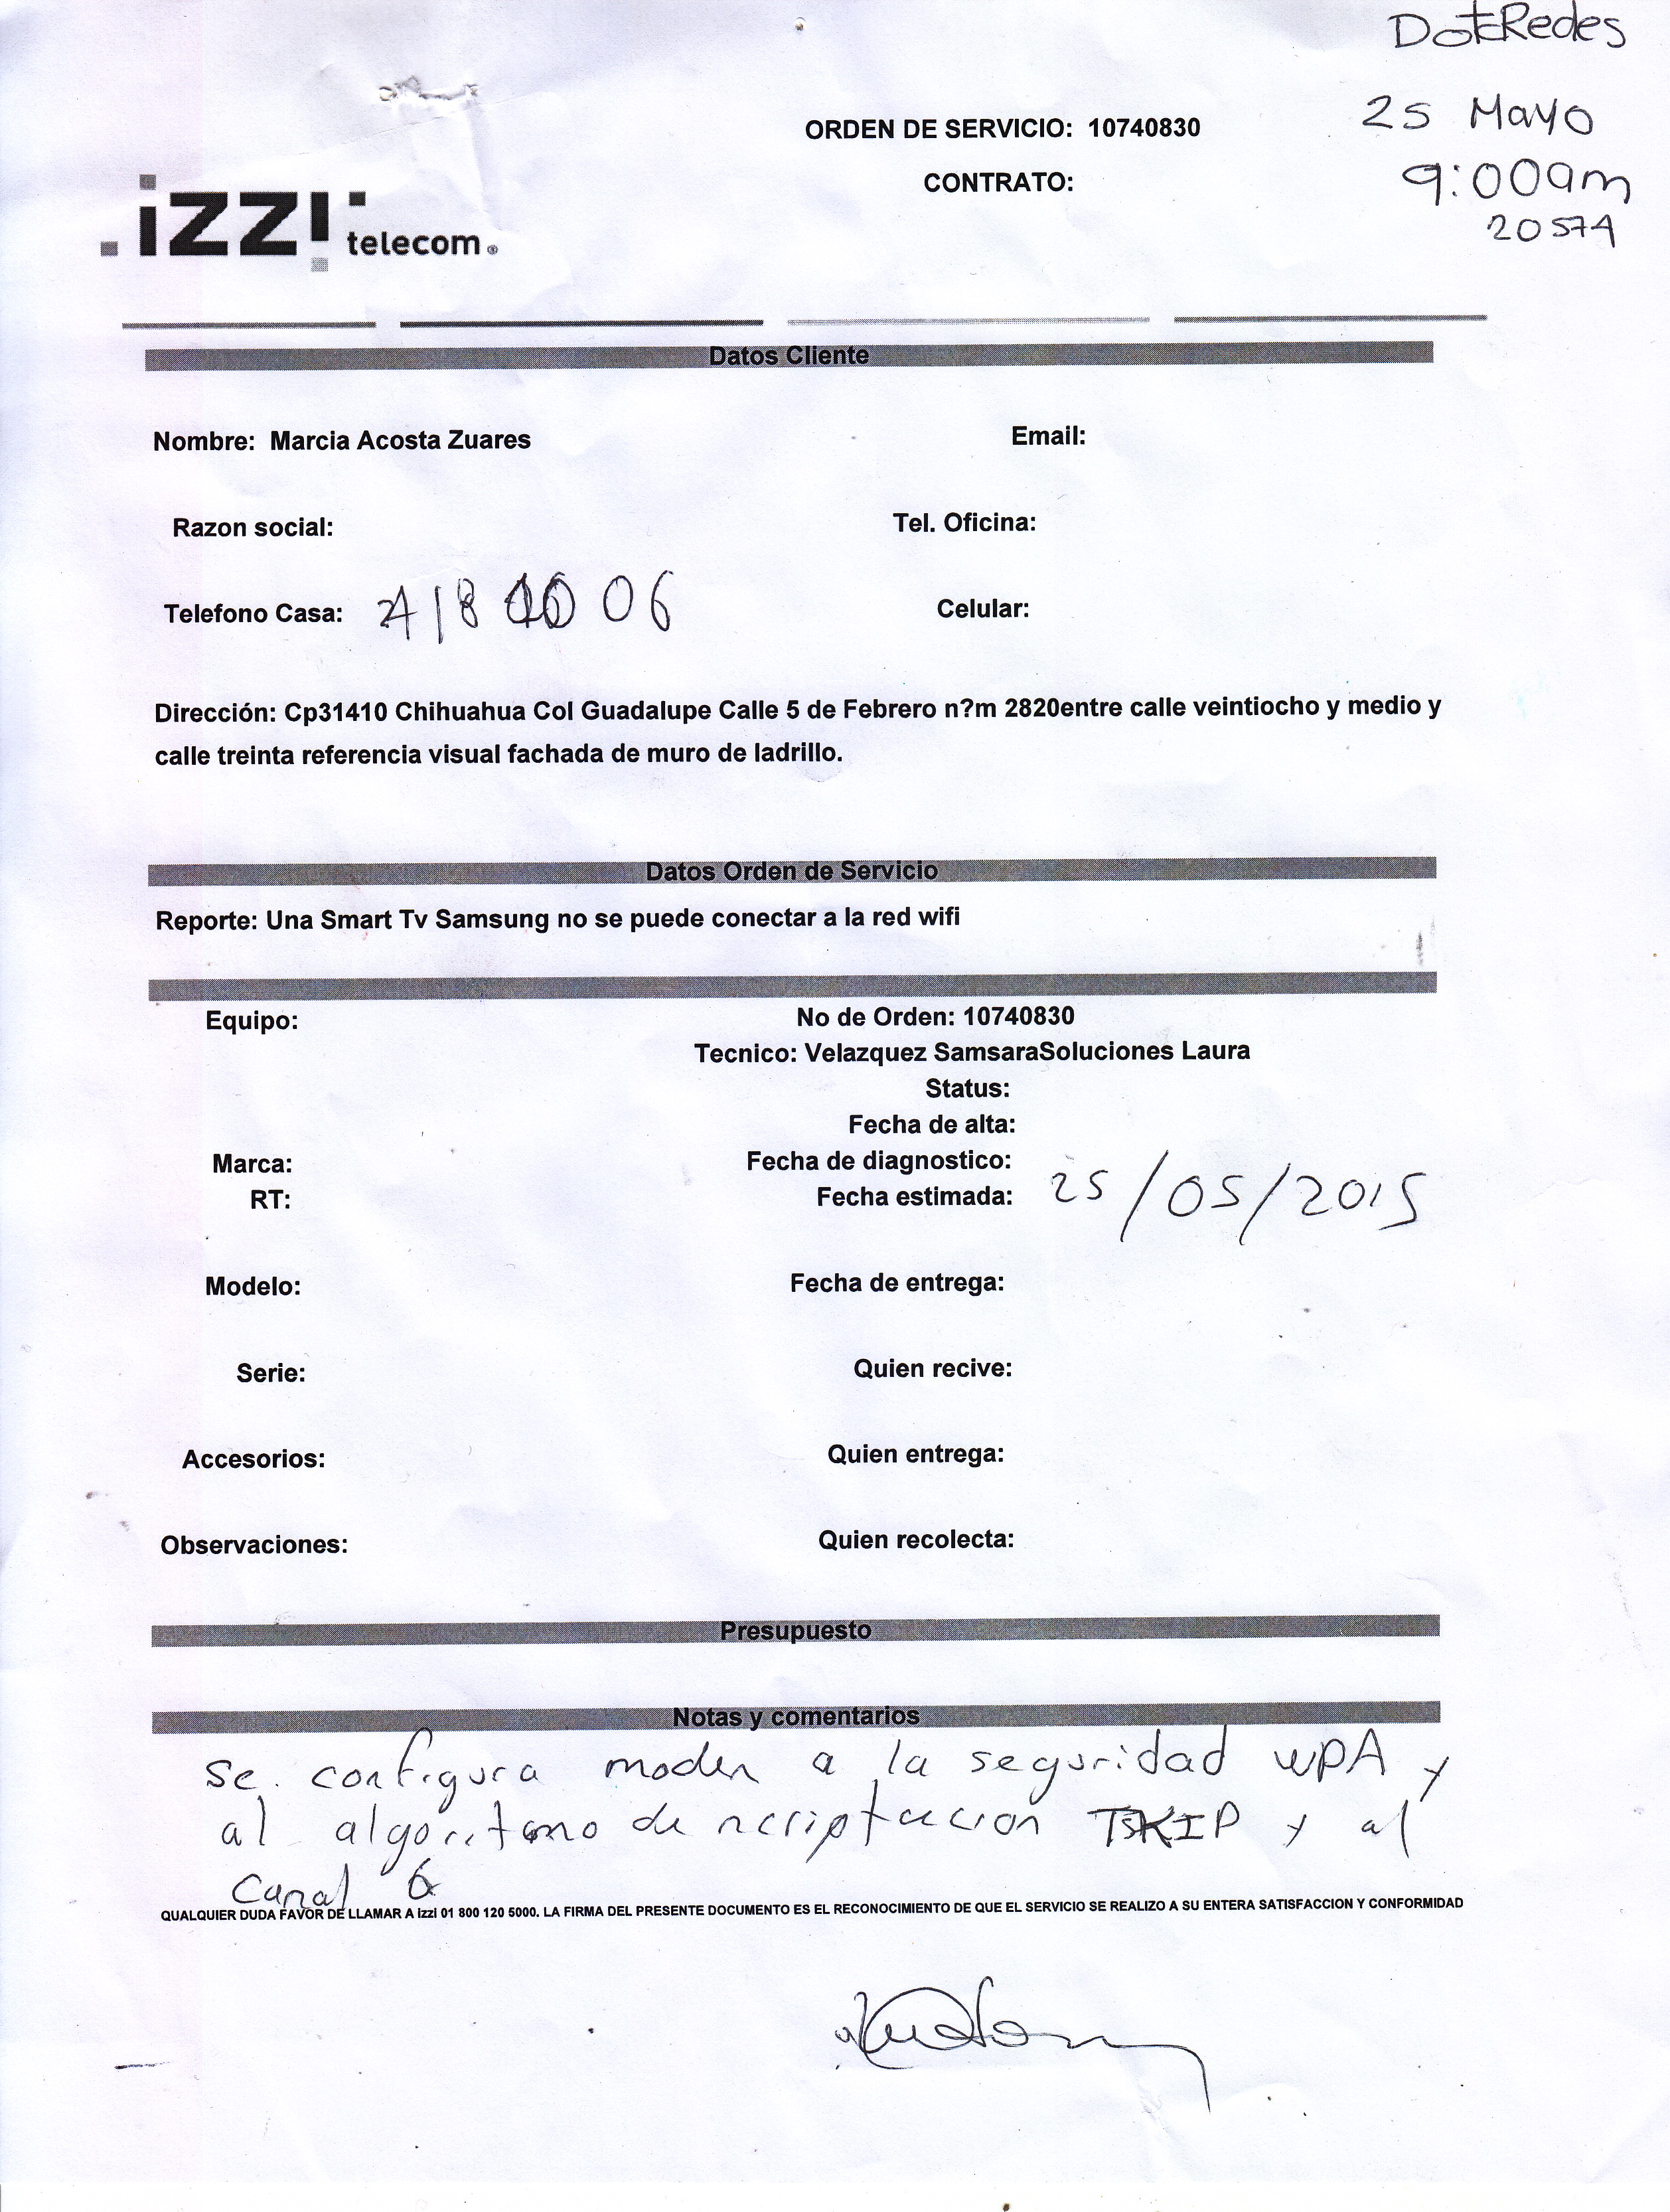 DotRedes
ORDEN DE SERVICIO: 10740830
25 Mayo
CONTRATO:
9:00am
izzi telecom®
Datos Cliente
Nombre: Marcia Acosta Zuares
Email:
Razon social:
Tel. Oficina:
Telefono Casa: 06
Celular:
Dirección: Cp31410 Chihuahua Col Guadalupe Calle 5 de Febrero n?m 2820entre calle veintiocho y medio y
calle treinta referencia visual fachada de muro de ladrillo.
Datos Orden de Servicio
Reporte: Una Smart Tv Samsung no se puede conectar a la red wifi
Equipo:
No de Orden: 10740830
Tecnico: Velazquez SamsaraSoluciones Laura
Status:
Fecha de alta:
Marca:
Fecha de diagnostico:
RT:
Fecha estimada: 25/05/2015
Modelo:
Fecha de entrega:
Serie:
Quien recive:
Accesorios:
Quien entrega:
Observaciones:
Quien recolecta:
Presupuesto
Notas y comentarios
Se configura modem a la seguridad WPA y
al algoritmo de ncriptacion TKIP y al
Canal 6
QUALQUIER DUDA FAVOR DE LLAMAR A izzi 01 800 120 5000. LA FIRMA DEL PRESENTE DOCUMENTO ES EL RECONOCIMIENTO DE QUE EL SERVICIO SE REALIZO A SU ENTERA SATISFACCION Y CONFORMIDAD